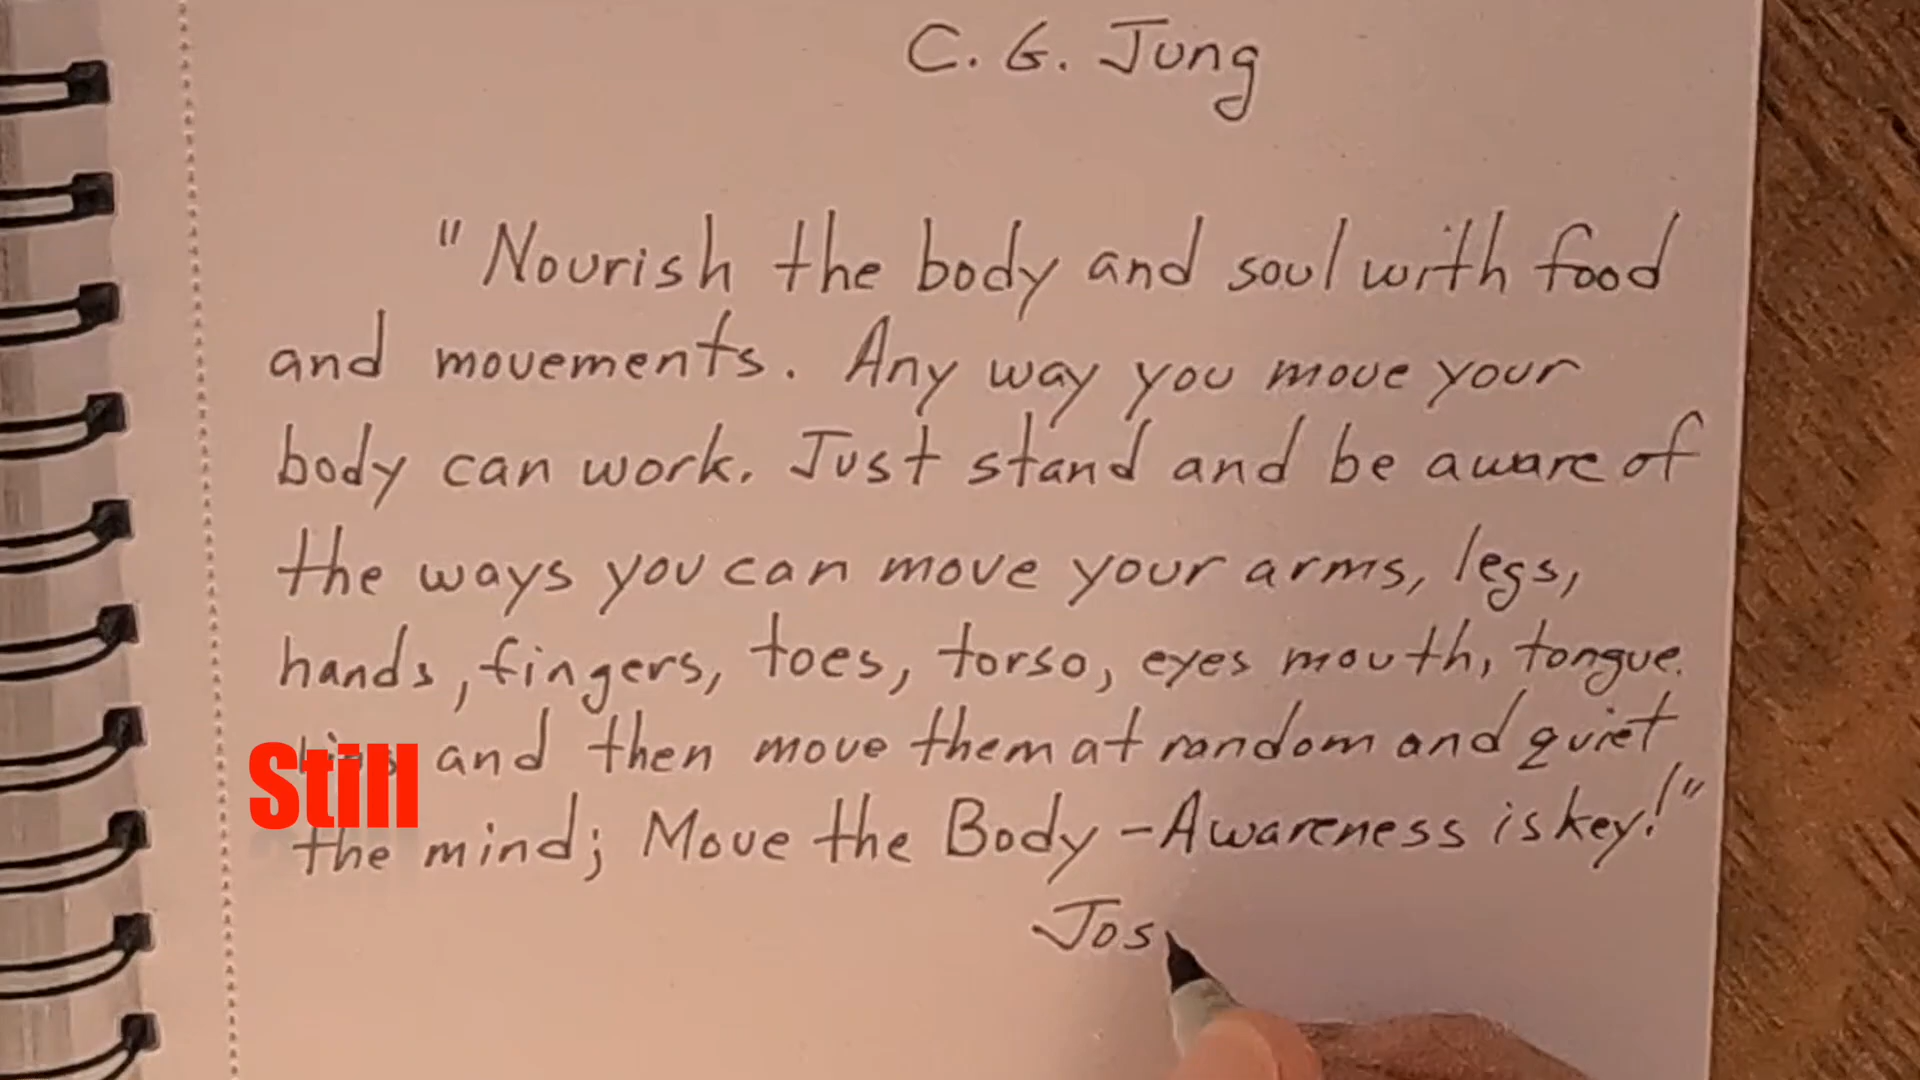 C. G. Jung
"Nourish the body and soul with food
and movements. Any way you move your
body can work. Just stand and be aware of
the ways you can move your arms, legs,
hands, fingers, toes, torso, eyes mouth, tongue.
Still and then move them at random and quiet
the mind; Move the Body - Awareness is key!"
Jos